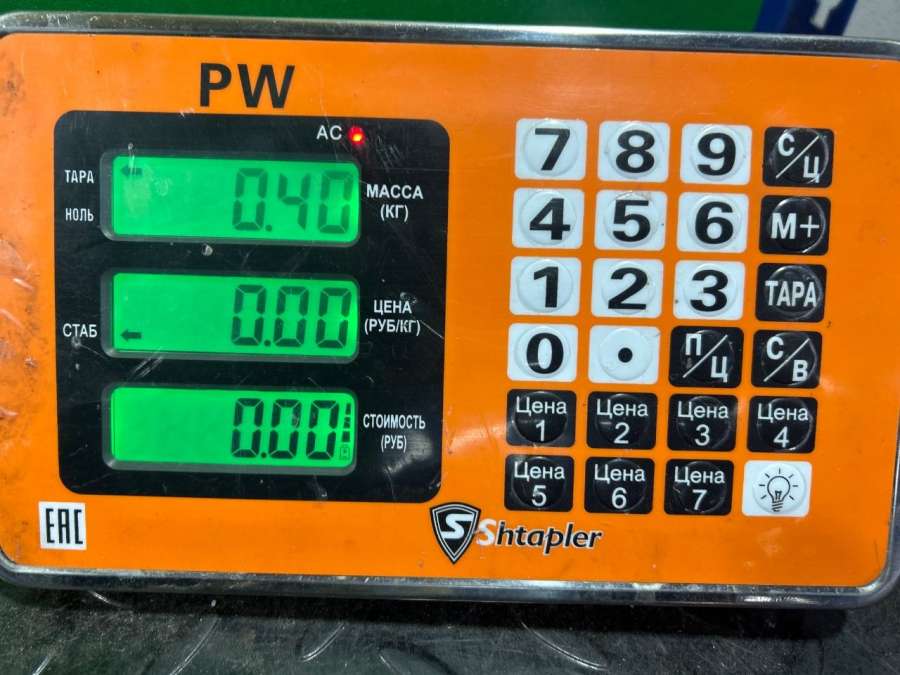 PW
AC
ТАРА
НОЛЬ
0.40
МАССА
(КГ)
СТАБ
0.00
ЦЕНА
(РУБ/КГ)
0.00
СТОИМОСТЬ
(РУБ)
7 8 9 С/Ц
4 5 6 М+
1 2 3 ТАРА
0 . П/Ц С/В
Цена 1 Цена 2 Цена 3 Цена 4
Цена 5 Цена 6 Цена 7
EAC
S Shtapler